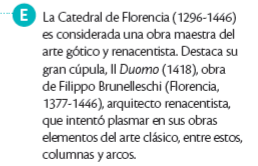 E La Catedral de Florencia (1296-1446)
es considerada una obra maestra del
arte gótico y renacentista. Destaca su
gran cúpula, Il Duomo (1418), obra
de Filippo Brunelleschi (Florencia,
1377-1446), arquitecto renacentista,
que intentó plasmar en sus obras
elementos del arte clásico, entre estos,
columnas y arcos.